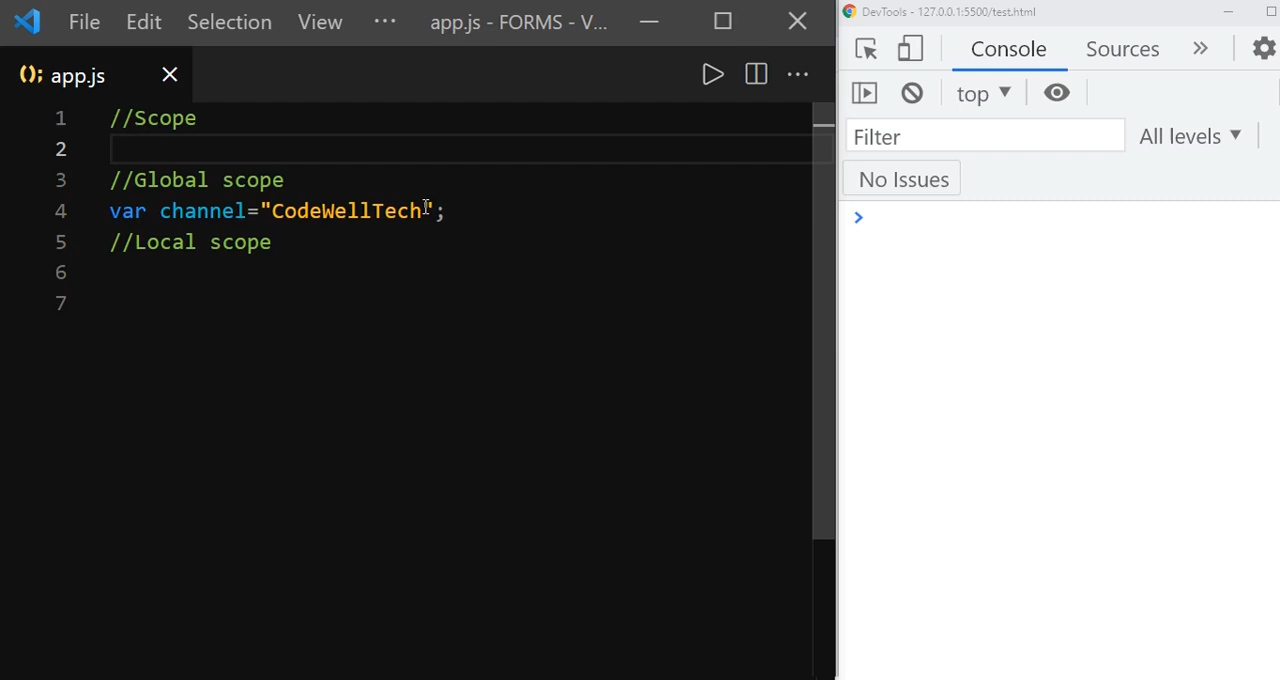 File Edit Selection View ··· app.js - FORMS - V...
(); app.js
1 //Scope
2
3 //Global scope
4 var channel="CodeWellTech";
5 //Local scope
6
7
DevTools - 127.0.0.1:5500/test.html
Console Sources »
top
Filter All levels
No Issues
>